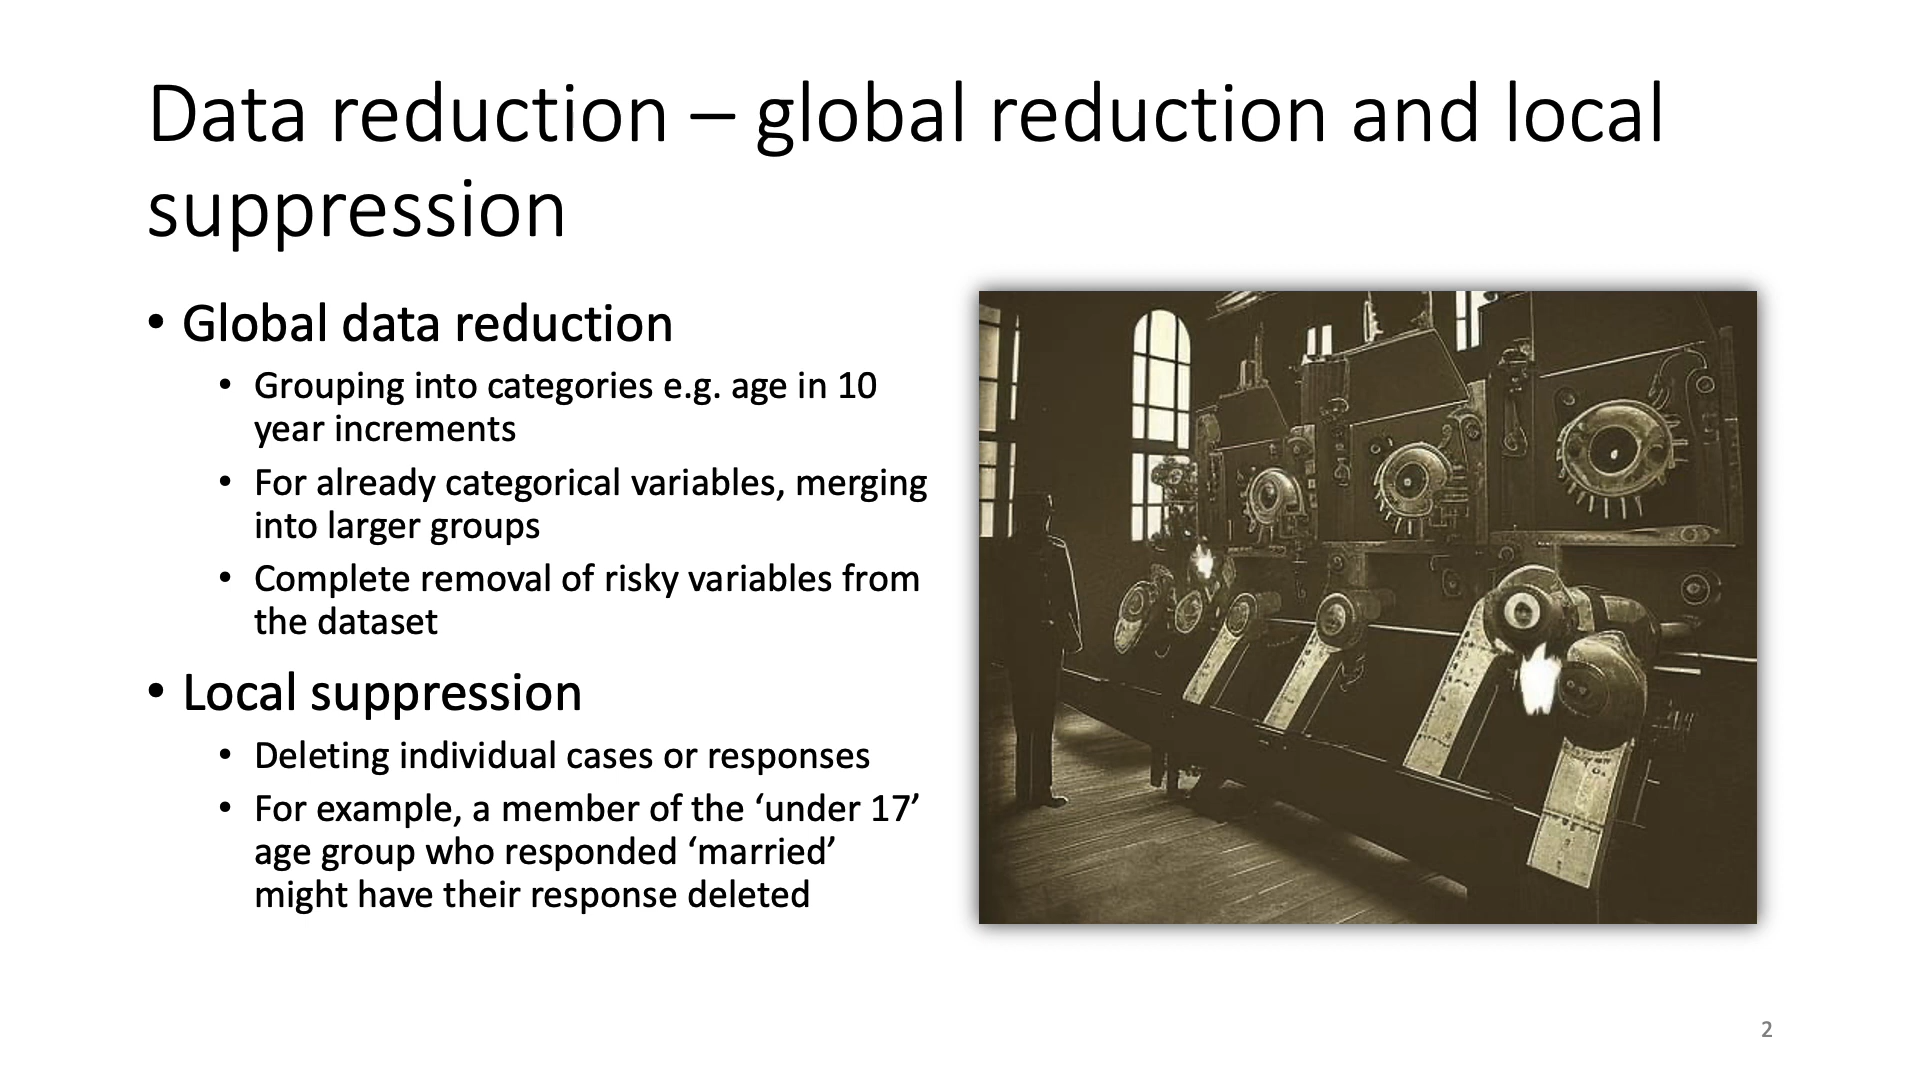 Data reduction – global reduction and local
suppression
• Global data reduction
• Grouping into categories e.g. age in 10
year increments
• For already categorical variables, merging
into larger groups
• Complete removal of risky variables from
the dataset
• Local suppression
• Deleting individual cases or responses
• For example, a member of the ‘under 17’
age group who responded ‘married’
might have their response deleted
2